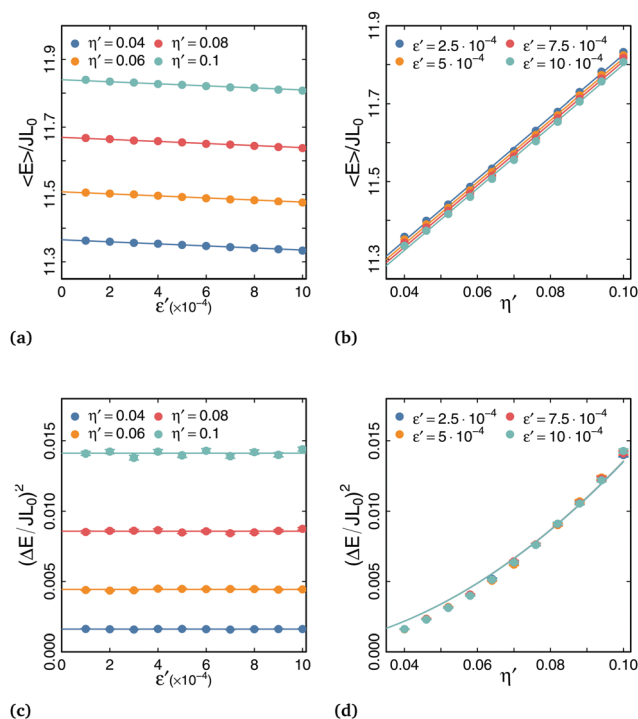 η′ = 0.04 η′ = 0.08
η′ = 0.06 η′ = 0.1
<E>/JL₀
11.3 11.5 11.7 11.9
0 2 4 6 8 10
ε′(×10⁻⁴)
(a)
ε′ = 2.5 · 10⁻⁴ ε′ = 7.5 · 10⁻⁴
ε′ = 5 · 10⁻⁴ ε′ = 10 · 10⁻⁴
<E>/JL₀
11.3 11.5 11.7 11.9
0.04 0.06 0.08 0.10
η′
(b)
η′ = 0.04 η′ = 0.08
η′ = 0.06 η′ = 0.1
(ΔE / JL₀)²
0.000 0.005 0.010 0.015
0 2 4 6 8 10
ε′(×10⁻⁴)
(c)
ε′ = 2.5 · 10⁻⁴ ε′ = 7.5 · 10⁻⁴
ε′ = 5 · 10⁻⁴ ε′ = 10 · 10⁻⁴
(ΔE / JL₀)²
0.000 0.005 0.010 0.015
0.04 0.06 0.08 0.10
η′
(d)